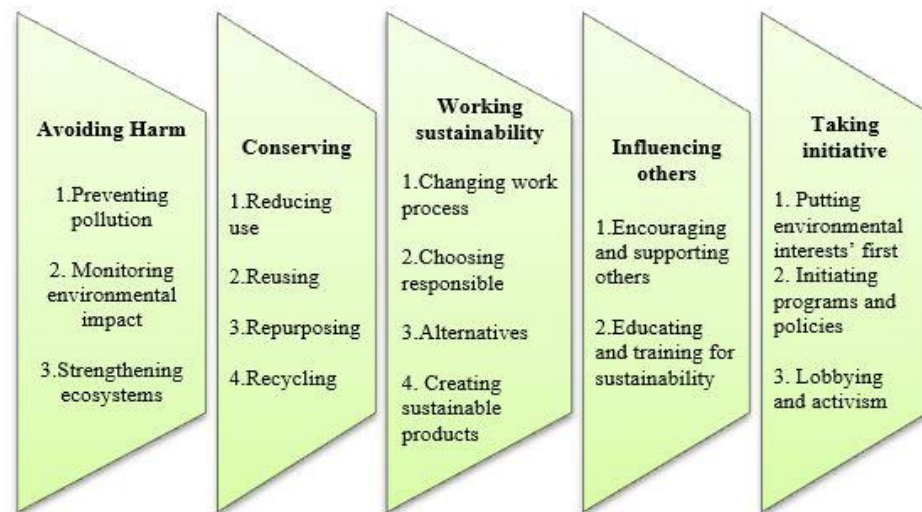 Avoiding Harm
1.Preventing
pollution
2. Monitoring
environmental
impact
3.Strengthening
ecosystems
Conserving
1.Reducing
use
2.Reusing
3.Repurposing
4.Recycling
Working
sustainability
1.Changing work
process
2.Choosing
responsible
3.Alternatives
4. Creating
sustainable
products
Influencing
others
1.Encouraging
and supporting
others
2.Educating
and training for
sustainability
Taking
initiative
1. Putting
environmental
interests’ first
2. Initiating
programs and
policies
3. Lobbying
and activism